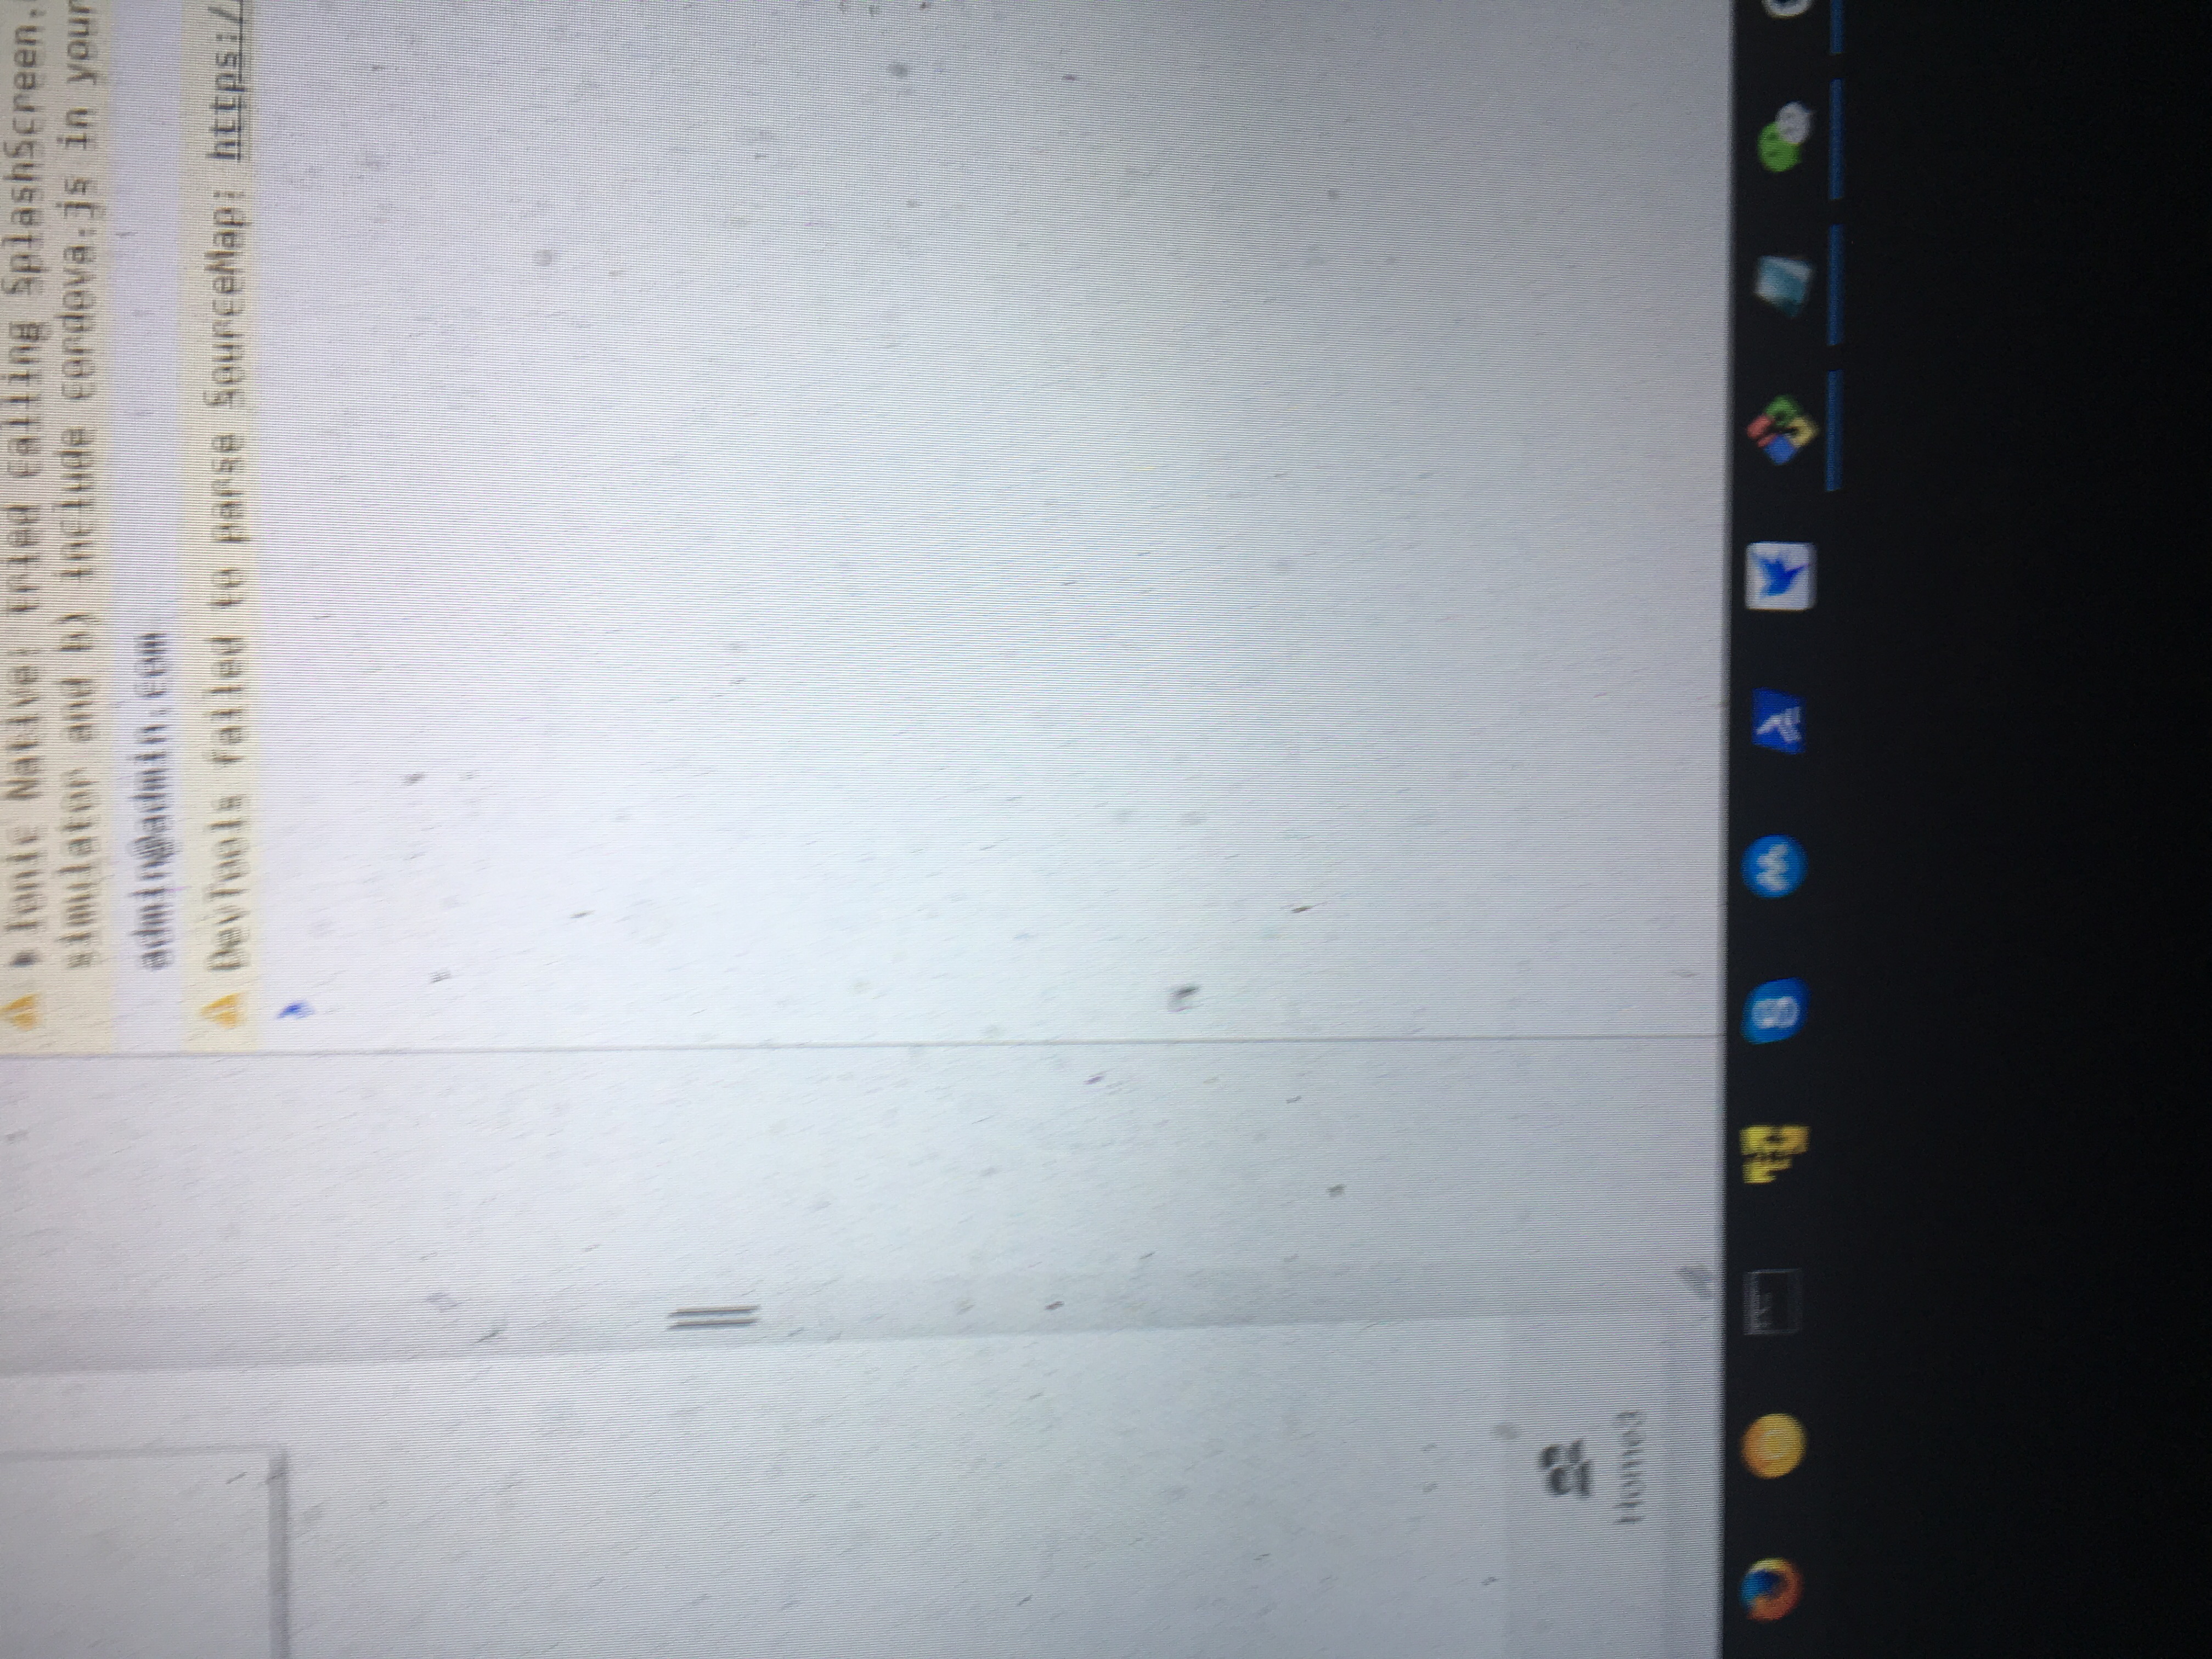 Ionic Native: tried calling SplashScreen.
simulator and b) include cordova.js in your
admin@admin.com
DevTools failed to parse SourceMap: https:/
Home3